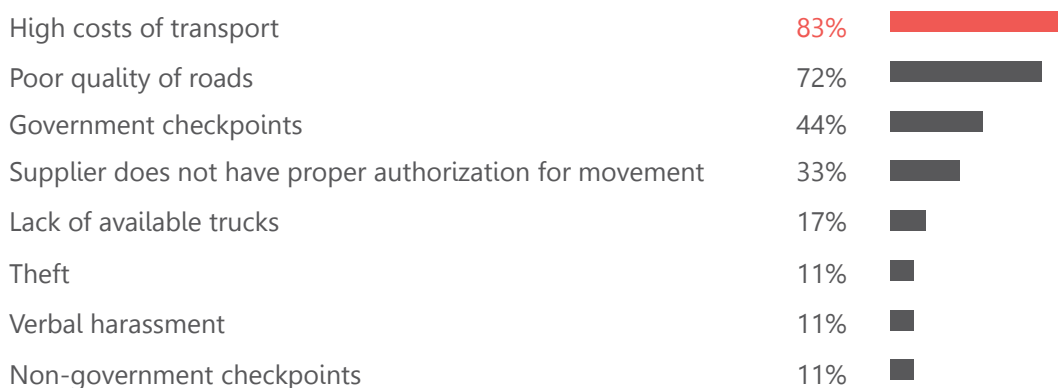 High costs of transport 83%
Poor quality of roads 72%
Government checkpoints 44%
Supplier does not have proper authorization for movement 33%
Lack of available trucks 17%
Theft 11%
Verbal harassment 11%
Non-government checkpoints 11%